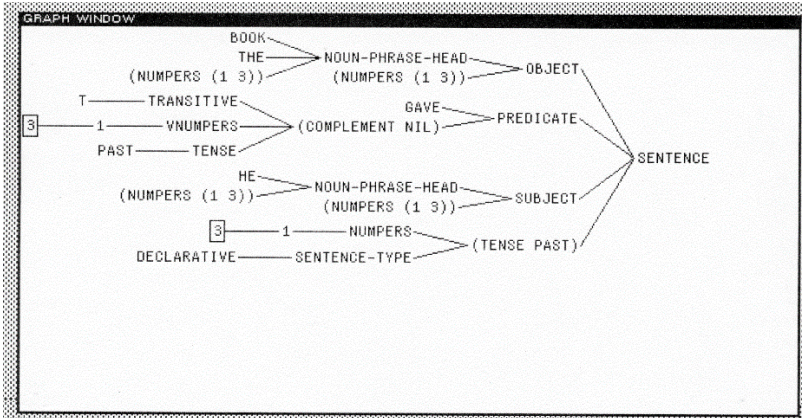 GRAPH WINDOW
BOOK
THE NOUN-PHRASE-HEAD
(NUMPERS (1 3)) (NUMPERS (1 3)) OBJECT
T TRANSITIVE GAVE
3 1 VNUMPERS (COMPLEMENT NIL) PREDICATE
PAST TENSE SENTENCE
HE
(NUMPERS (1 3)) NOUN-PHRASE-HEAD SUBJECT
(NUMPERS (1 3))
3 1 NUMPERS (TENSE PAST)
DECLARATIVE SENTENCE-TYPE